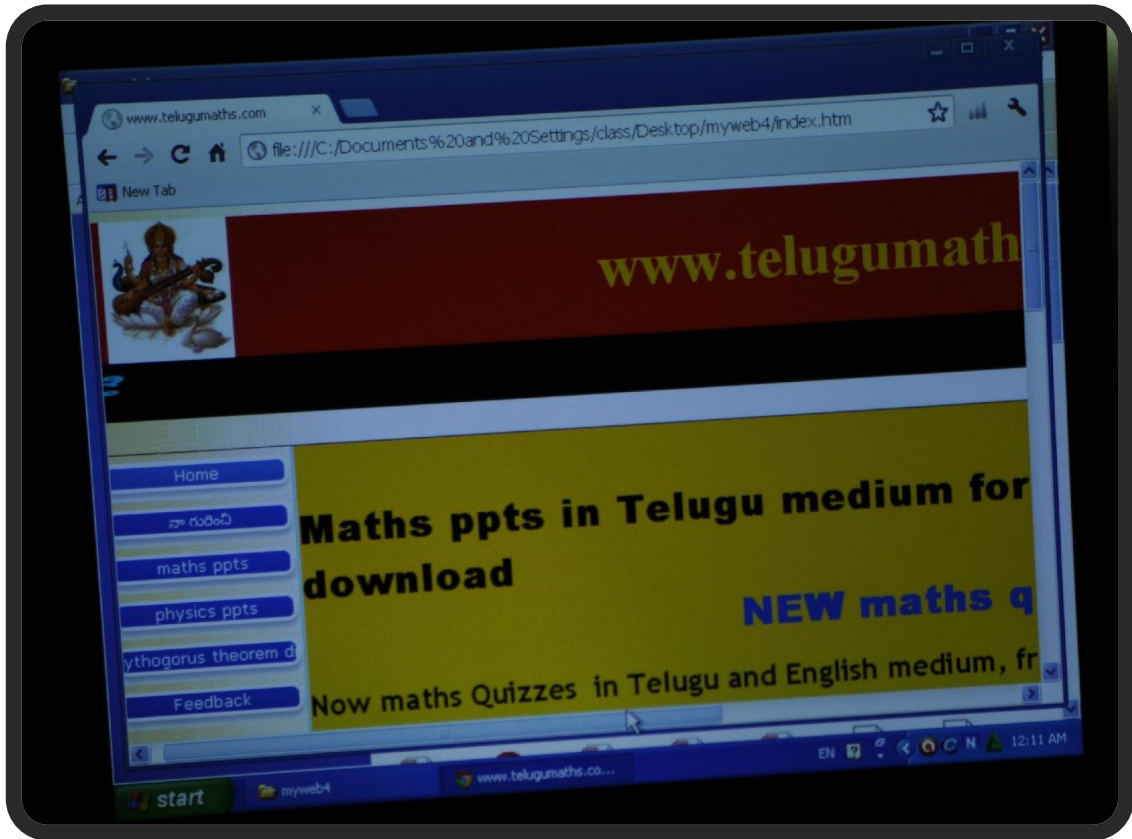 www.telugumaths.com
file:///C:/Documents%20and%20Settings/class/Desktop/myweb4/index.htm
New Tab
www.telugumath
Home
నా గురించి
maths ppts
physics ppts
ythogorus theorem d
Feedback
Maths ppts in Telugu medium for
download
NEW maths q
Now maths Quizzes in Telugu and English medium, fr
start
myweb4
www.telugumaths.co...
EN
N
12:11 AM